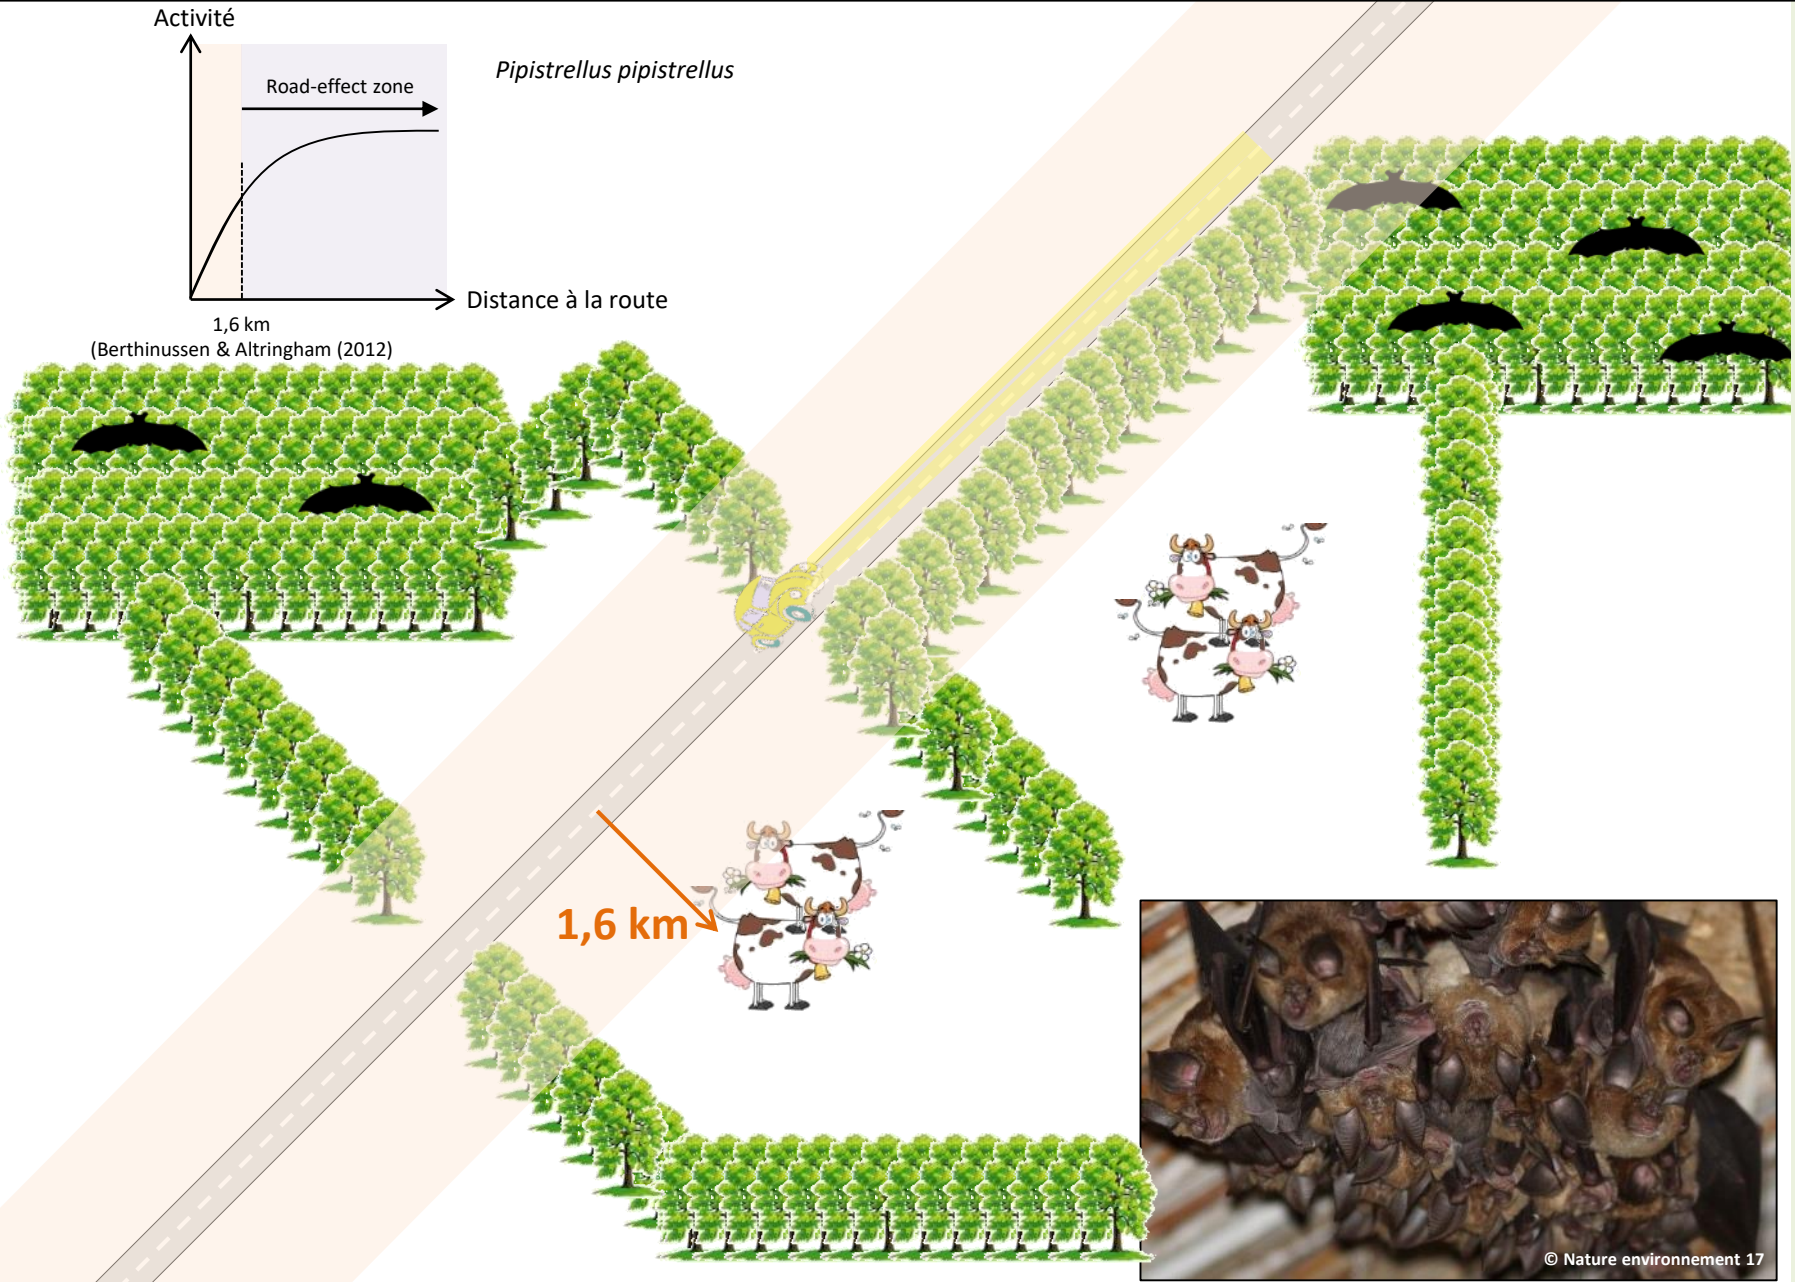 Activité
Pipistrellus pipistrellus
Road-effect zone
Distance à la route
1,6 km
(Berthinussen & Altringham (2012)
1,6 km
© Nature environnement 17